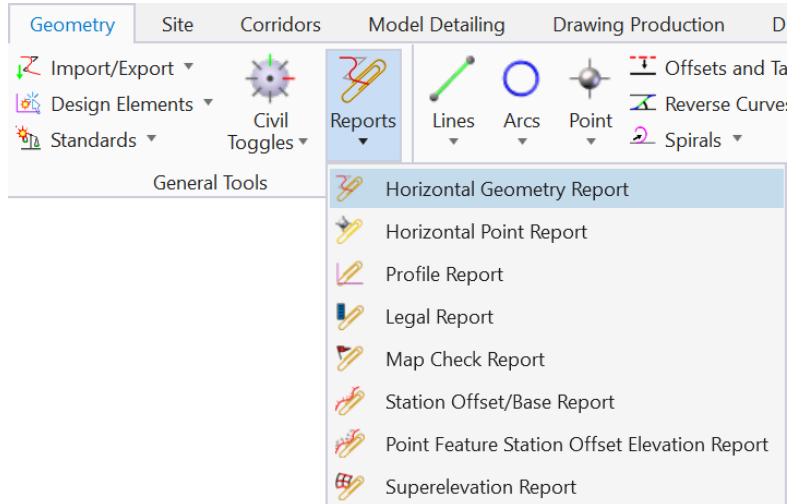 Geometry Site Corridors Model Detailing Drawing Production D
Import/Export
Design Elements
Standards
Civil
Toggles
Reports
Lines
Arcs
Point
Offsets and Ta
Reverse Curves
Spirals
General Tools
Horizontal Geometry Report
Horizontal Point Report
Profile Report
Legal Report
Map Check Report
Station Offset/Base Report
Point Feature Station Offset Elevation Report
Superelevation Report